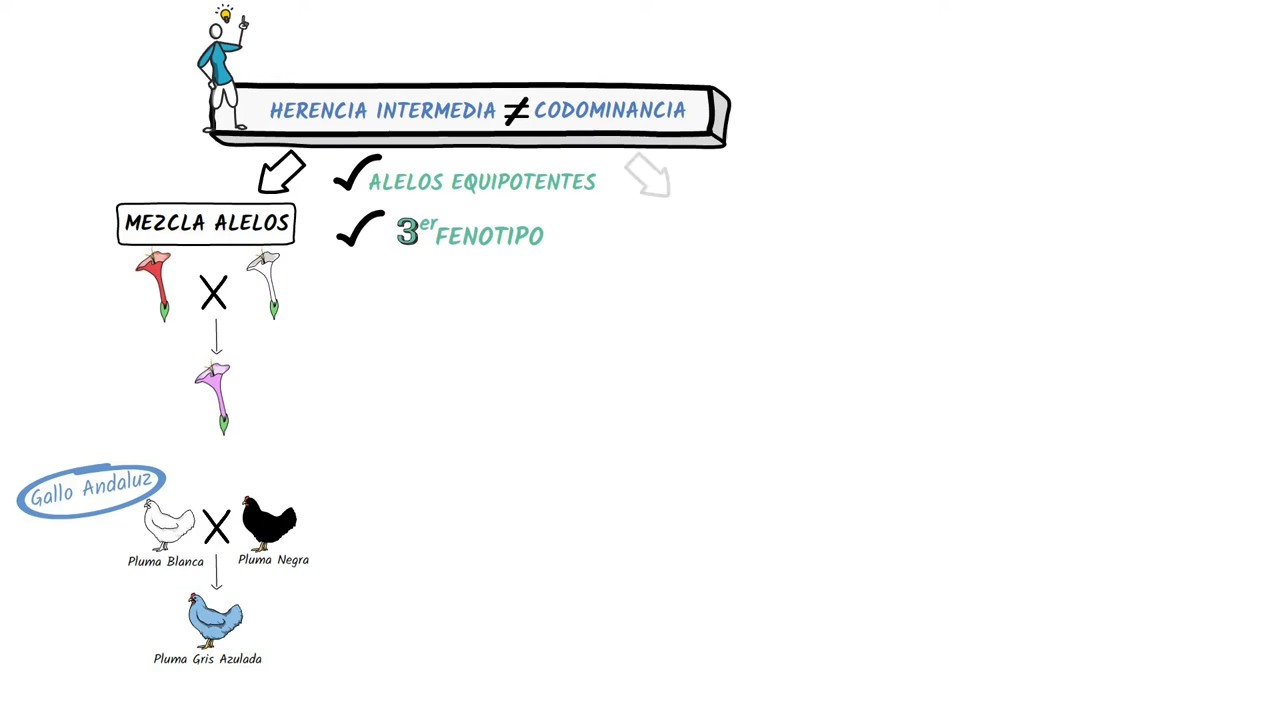 HERENCIA INTERMEDIA ≠ CODOMINANCIA
ALELOS EQUIPOTENTES
MEZCLA ALELOS
3er FENOTIPO
X
Gallo Andaluz
X
Pluma Blanca
Pluma Negra
Pluma Gris Azulada